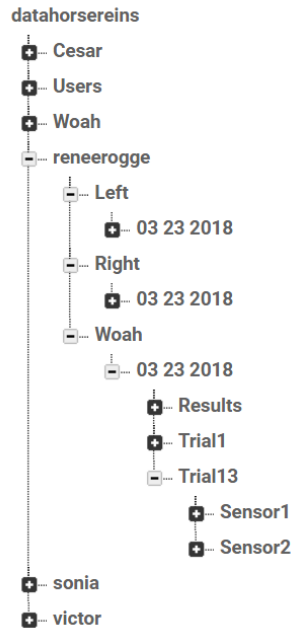 datahorsereins
Cesar
Users
Woah
reneerogge
Left
03 23 2018
Right
03 23 2018
Woah
03 23 2018
Results
Trial1
Trial13
Sensor1
Sensor2
sonia
victor